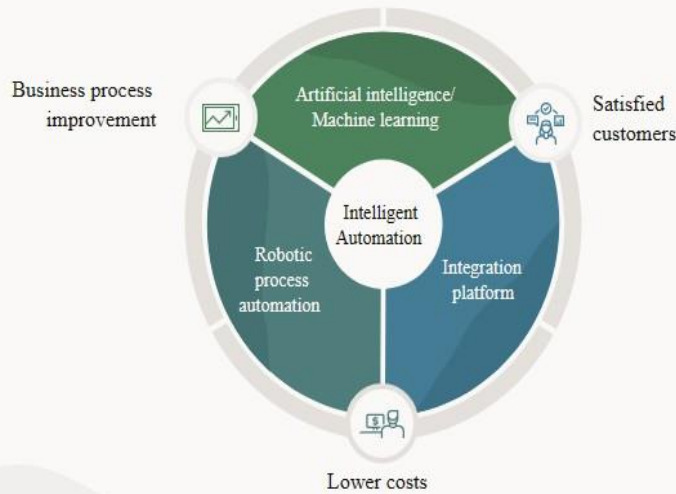 Business process
improvement
Artificial intelligence/
Machine learning
Satisfied
customers
Intelligent
Automation
Robotic
process
automation
Integration
platform
$
Lower costs